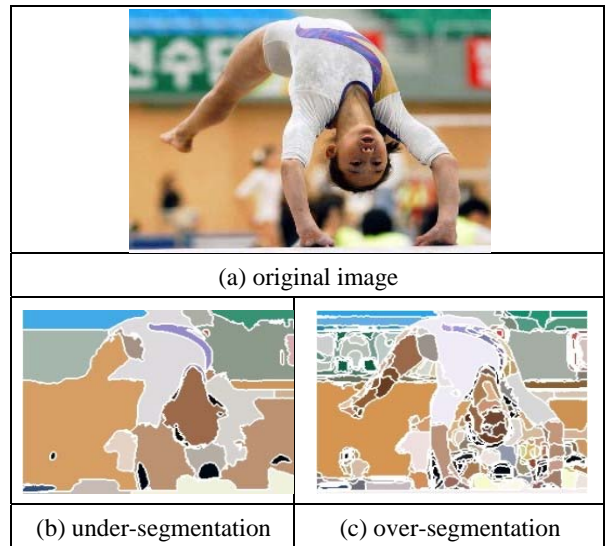 (a) original image
(b) under-segmentation
(c) over-segmentation